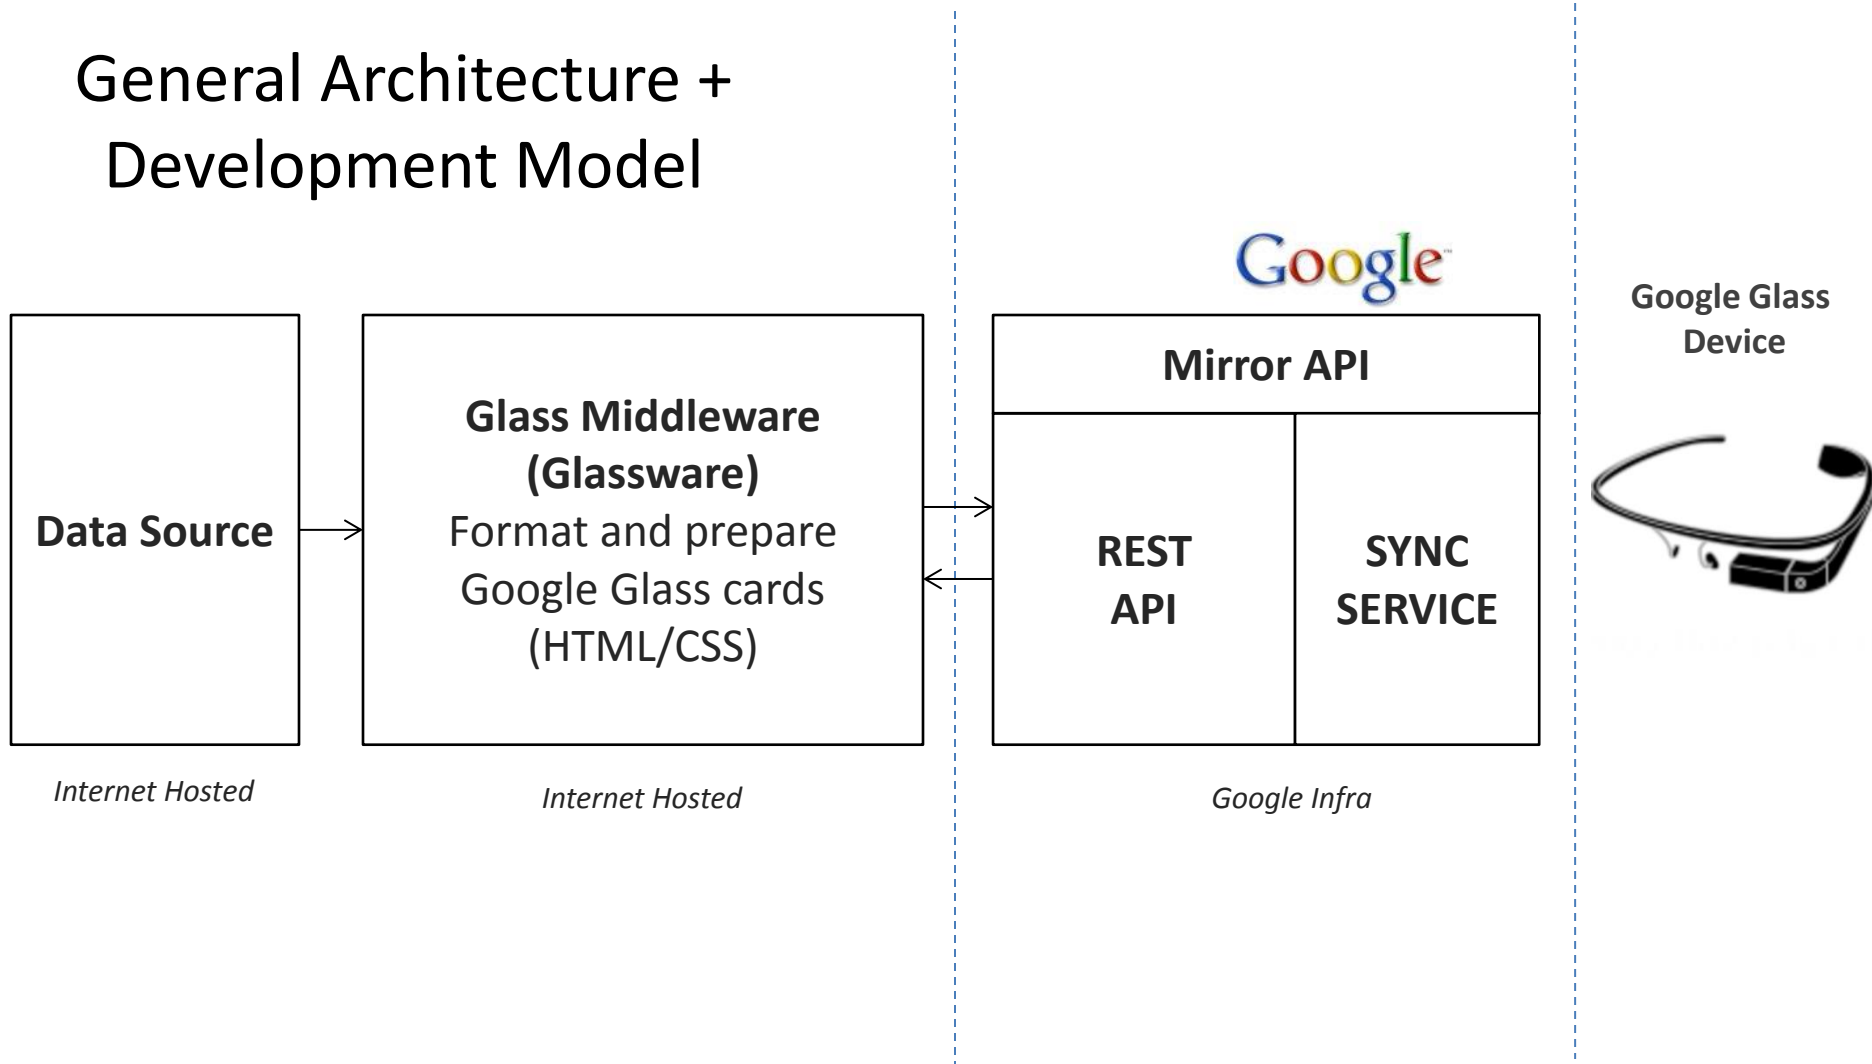 General Architecture +
Development Model
Google™
Google Glass
Device
Data Source
Glass Middleware
(Glassware)
Format and prepare
Google Glass cards
(HTML/CSS)
Mirror API
REST
API
SYNC
SERVICE
Internet Hosted
Internet Hosted
Google Infra